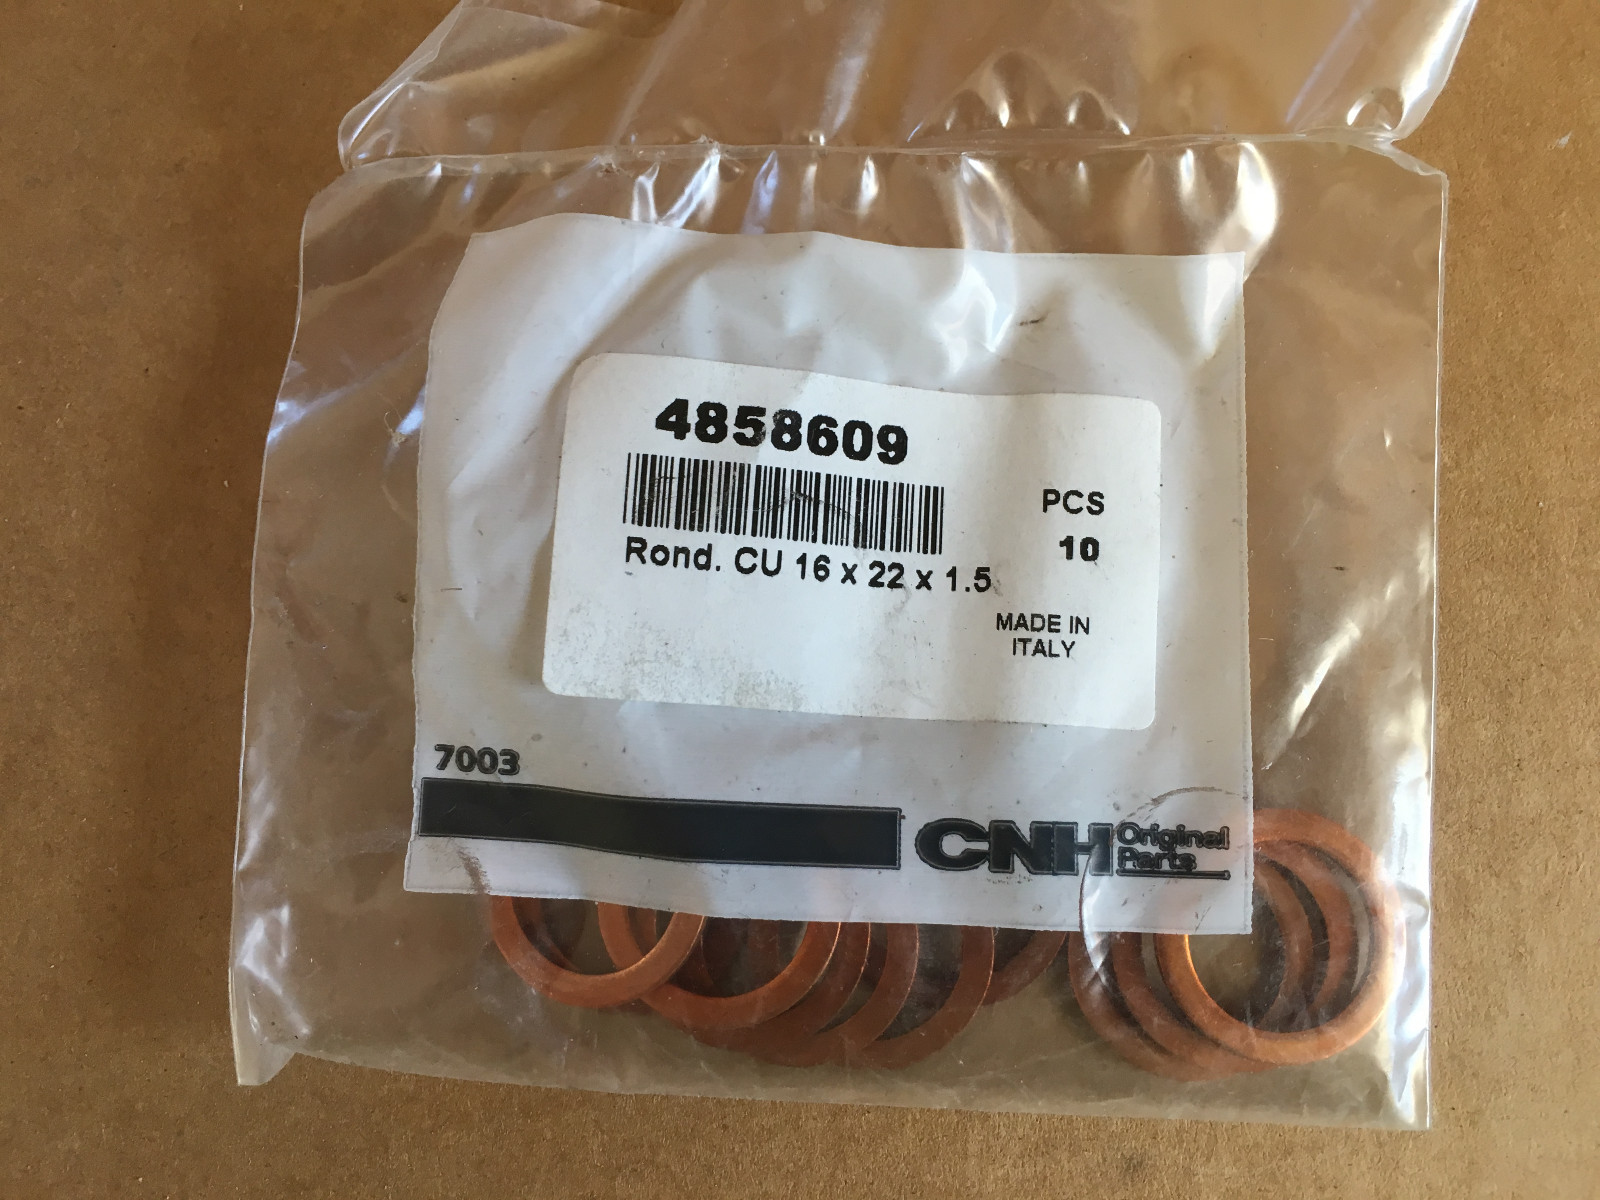 4858609
PCS
10
Rond. CU 16 x 22 x 1.5
MADE IN
ITALY
7003
CNH Original
Parts